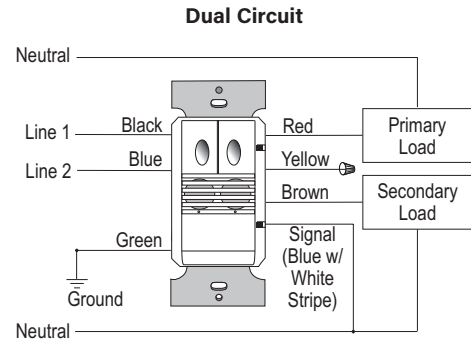 Dual Circuit
Neutral
Line 1
Black
Red
Primary
Load
Line 2
Blue
Yellow
Brown
Secondary
Load
Green
Signal
(Blue w/
White
Stripe)
Ground
Neutral